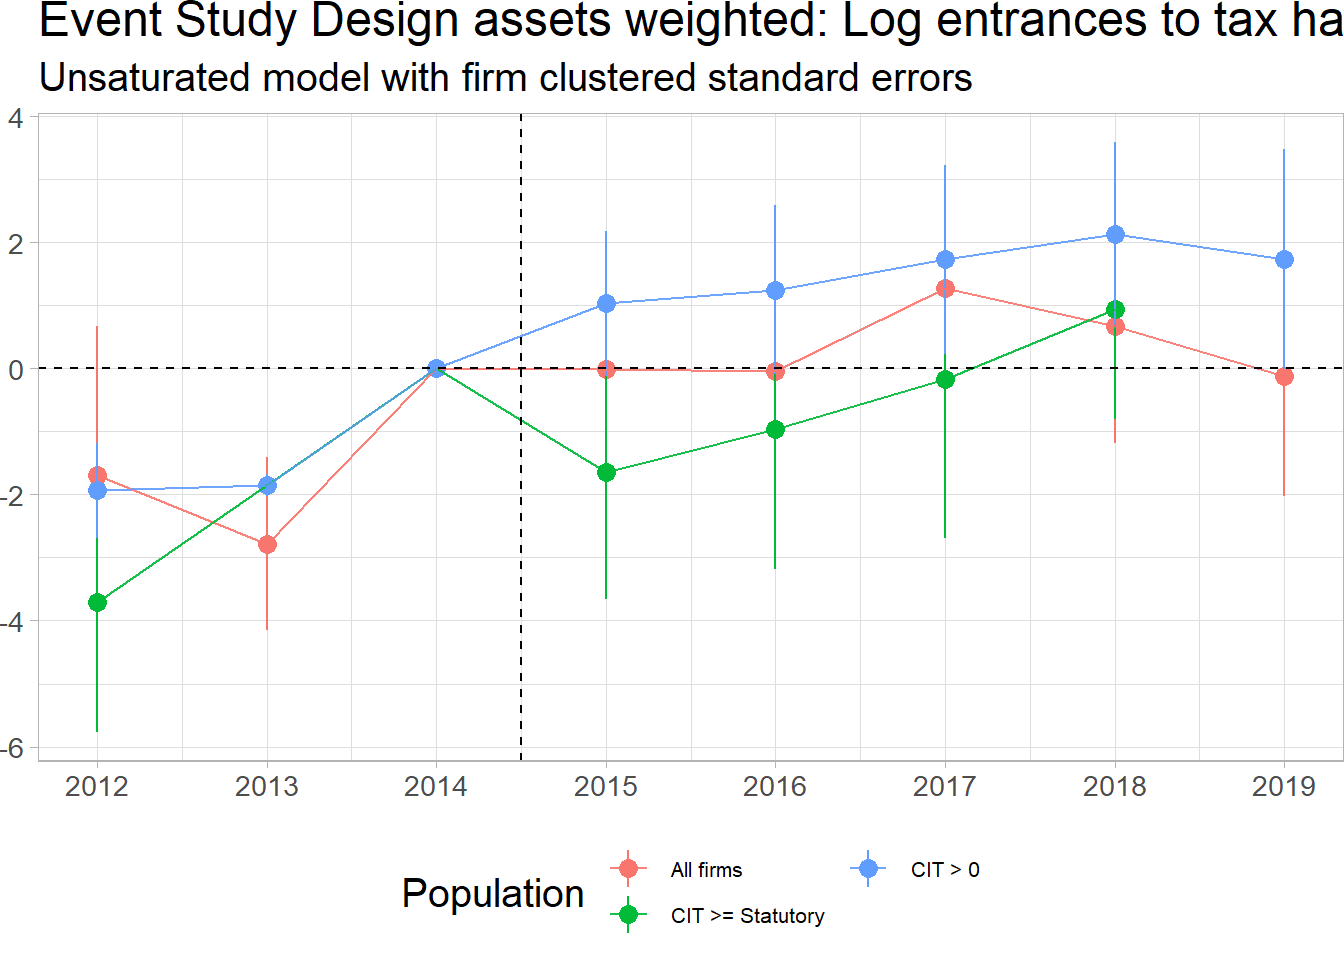 Event Study Design assets weighted: Log entrances to tax ha
Unsaturated model with firm clustered standard errors
4
2
0
-2
-4
-6
2012 2013 2014 2015 2016 2017 2018 2019
Population
All firms
CIT > 0
CIT >= Statutory